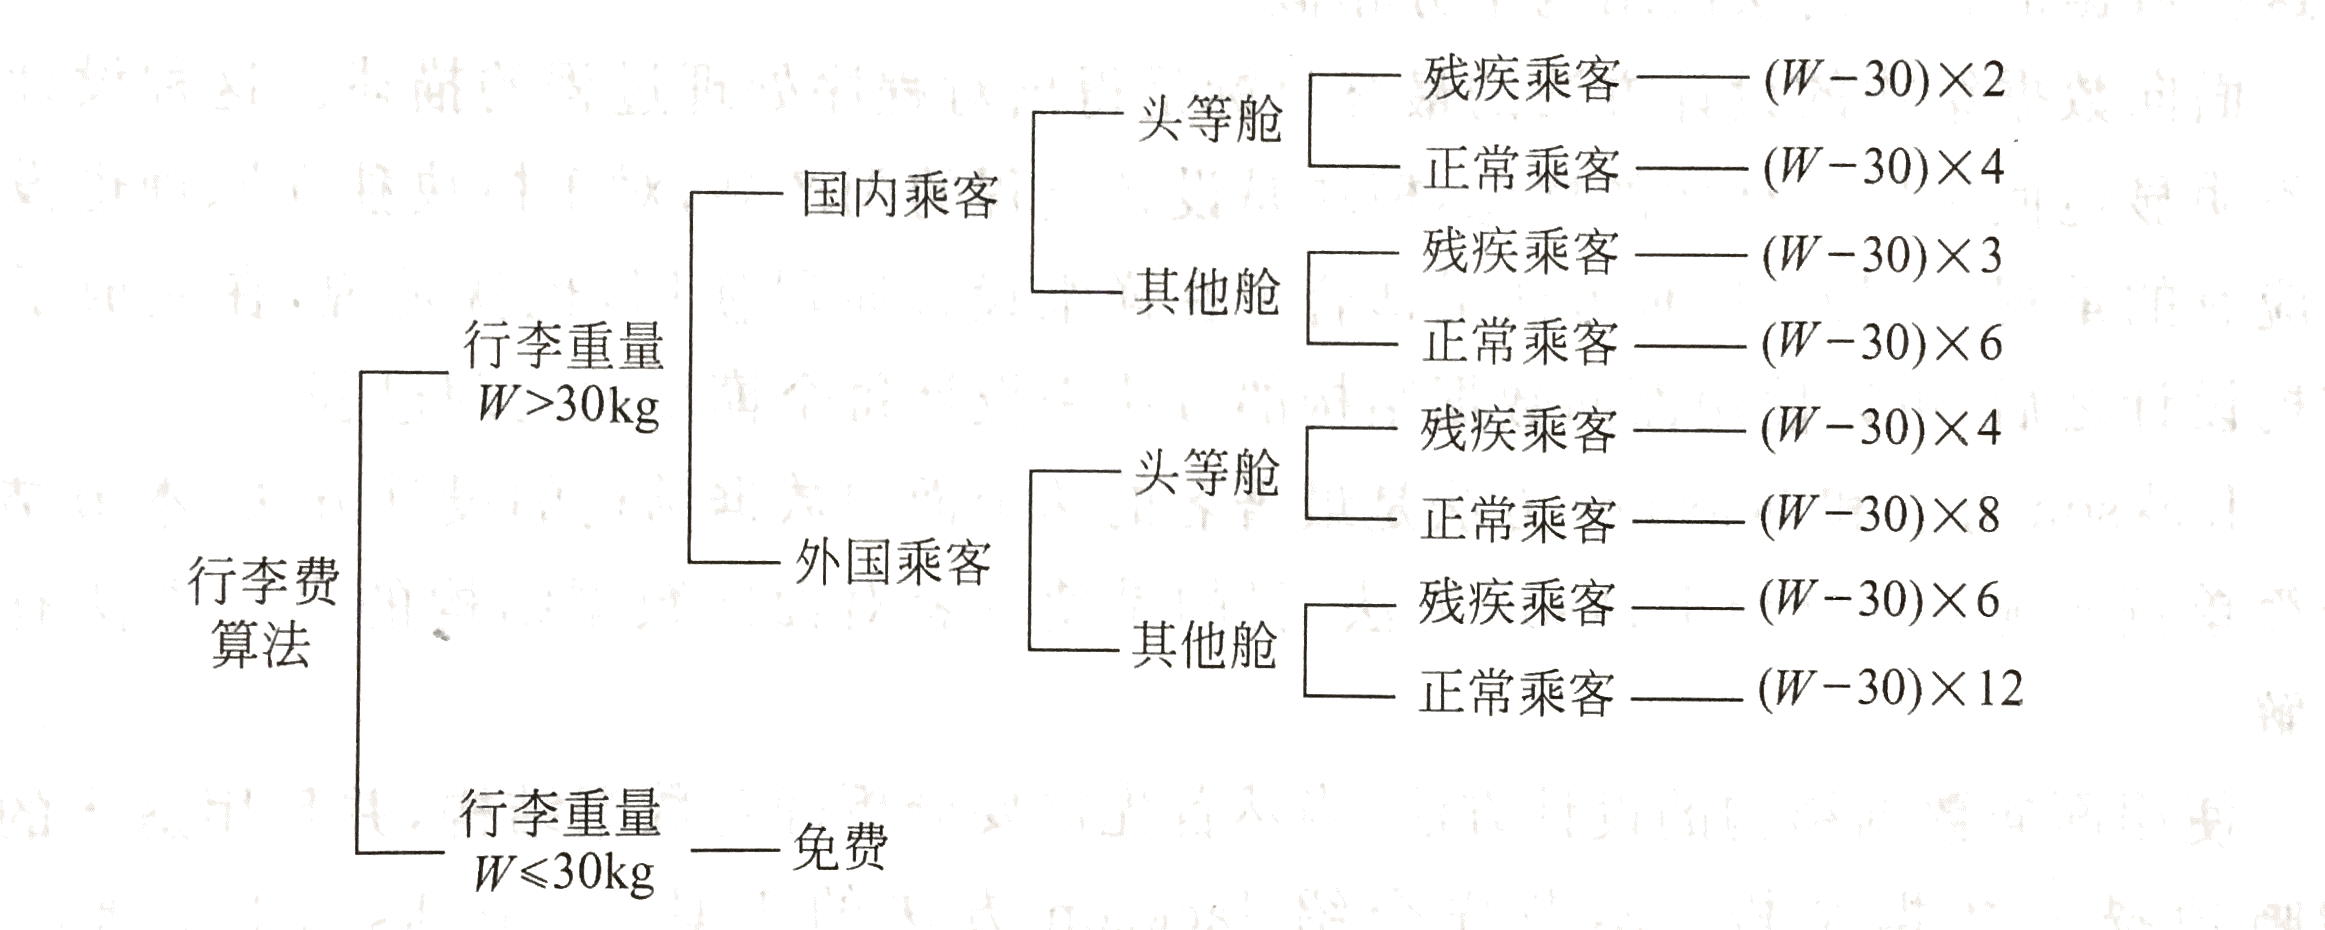 残疾乘客 (W-30)×2
头等舱
正常乘客 (W-30)×4
国内乘客
残疾乘客 (W-30)×3
其他舱
正常乘客 (W-30)×6
行李重量
W>30kg
残疾乘客 (W-30)×4
头等舱
正常乘客 (W-30)×8
外国乘客
残疾乘客 (W-30)×6
其他舱
正常乘客 (W-30)×12
行李费
算法
行李重量
W≤30kg
免费